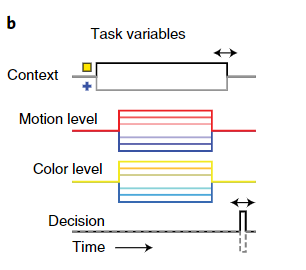 b
Task variables
Context
Motion level
Color level
Decision
Time